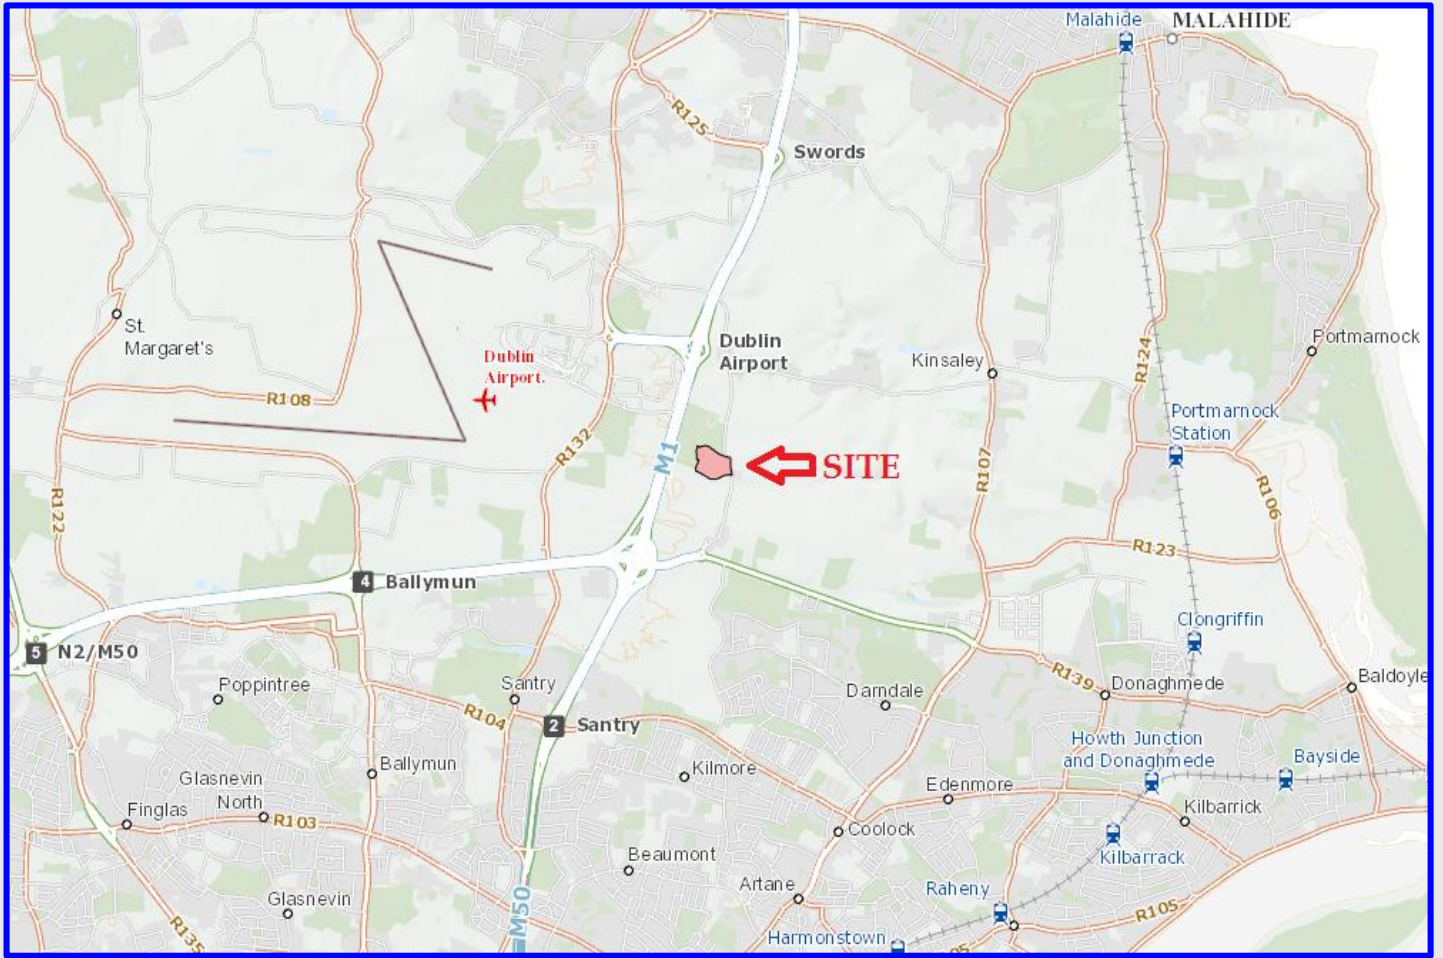 Malahide
MALAHIDE
R125
Swords
St.
Margaret's
Dublin
Airport.
Dublin
Airport
Kinsaley
R124
Portmarnock
R108
Portmarnock
Station
R132
M1
SITE
R107
R122
R106
R123
4
Ballymun
Clongriffin
5
N2/M50
Poppintree
Santry
Darndale
R139
Donaghmede
Baldoyle
R104
2
Santry
Howth Junction
and Donaghmede
Bayside
Ballymun
Kilmore
Glasnevin
North
Edenmore
Kilbarrick
Finglas
R103
Coolock
Kilbarrack
Beaumont
Artane
Raheny
Glasnevin
M50
R105
R135
Harmonstown